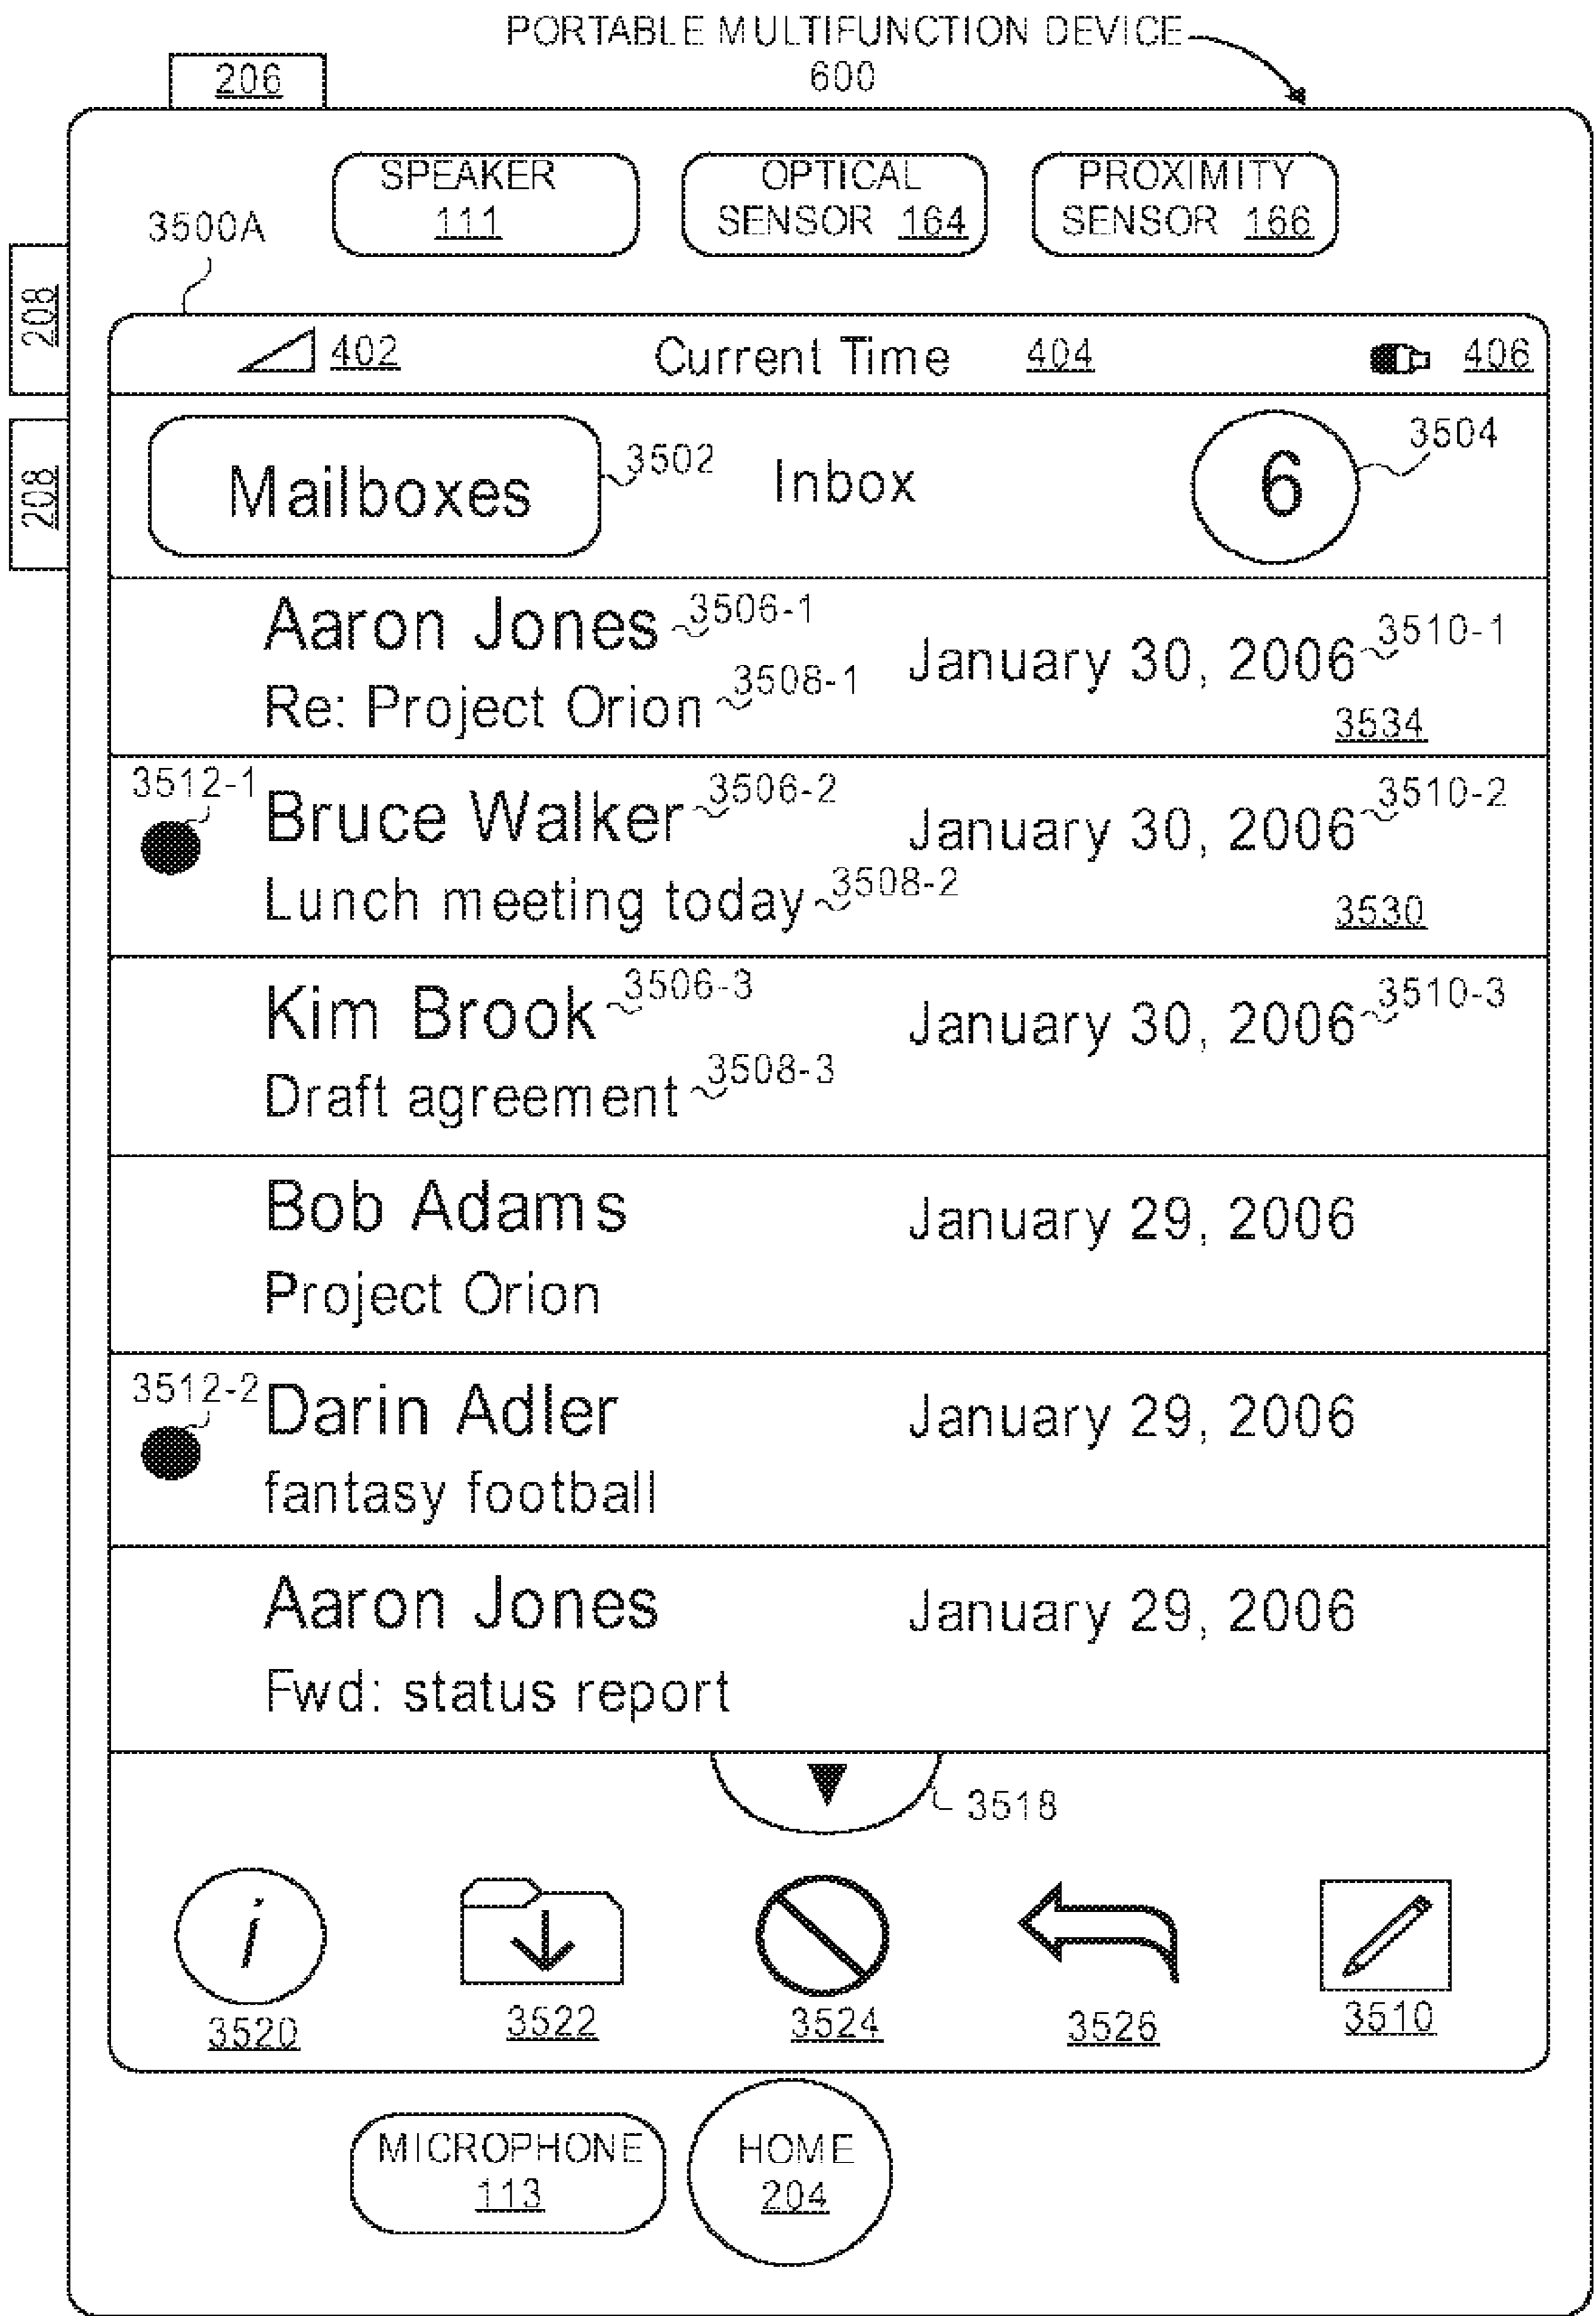 PORTABLE MULTIFUNCTION DEVICE
600
206
SPEAKER
111
OPTICAL
SENSOR 164
PROXIMITY
SENSOR 166
3500A
208
208
402 Current Time 404 406
Mailboxes 3502 Inbox 6 3504
Aaron Jones 3506-1
January 30, 2006 3510-1
Re: Project Orion 3508-1
3534
3512-1
Bruce Walker 3506-2
January 30, 2006 3510-2
Lunch meeting today 3508-2
3530
Kim Brook 3506-3
January 30, 2006 3510-3
Draft agreement 3508-3
Bob Adams January 29, 2006
Project Orion
3512-2
Darin Adler January 29, 2006
fantasy football
Aaron Jones January 29, 2006
Fwd: status report
3518
i
3520 3522 3524 3526 3510
MICROPHONE
113
HOME
204